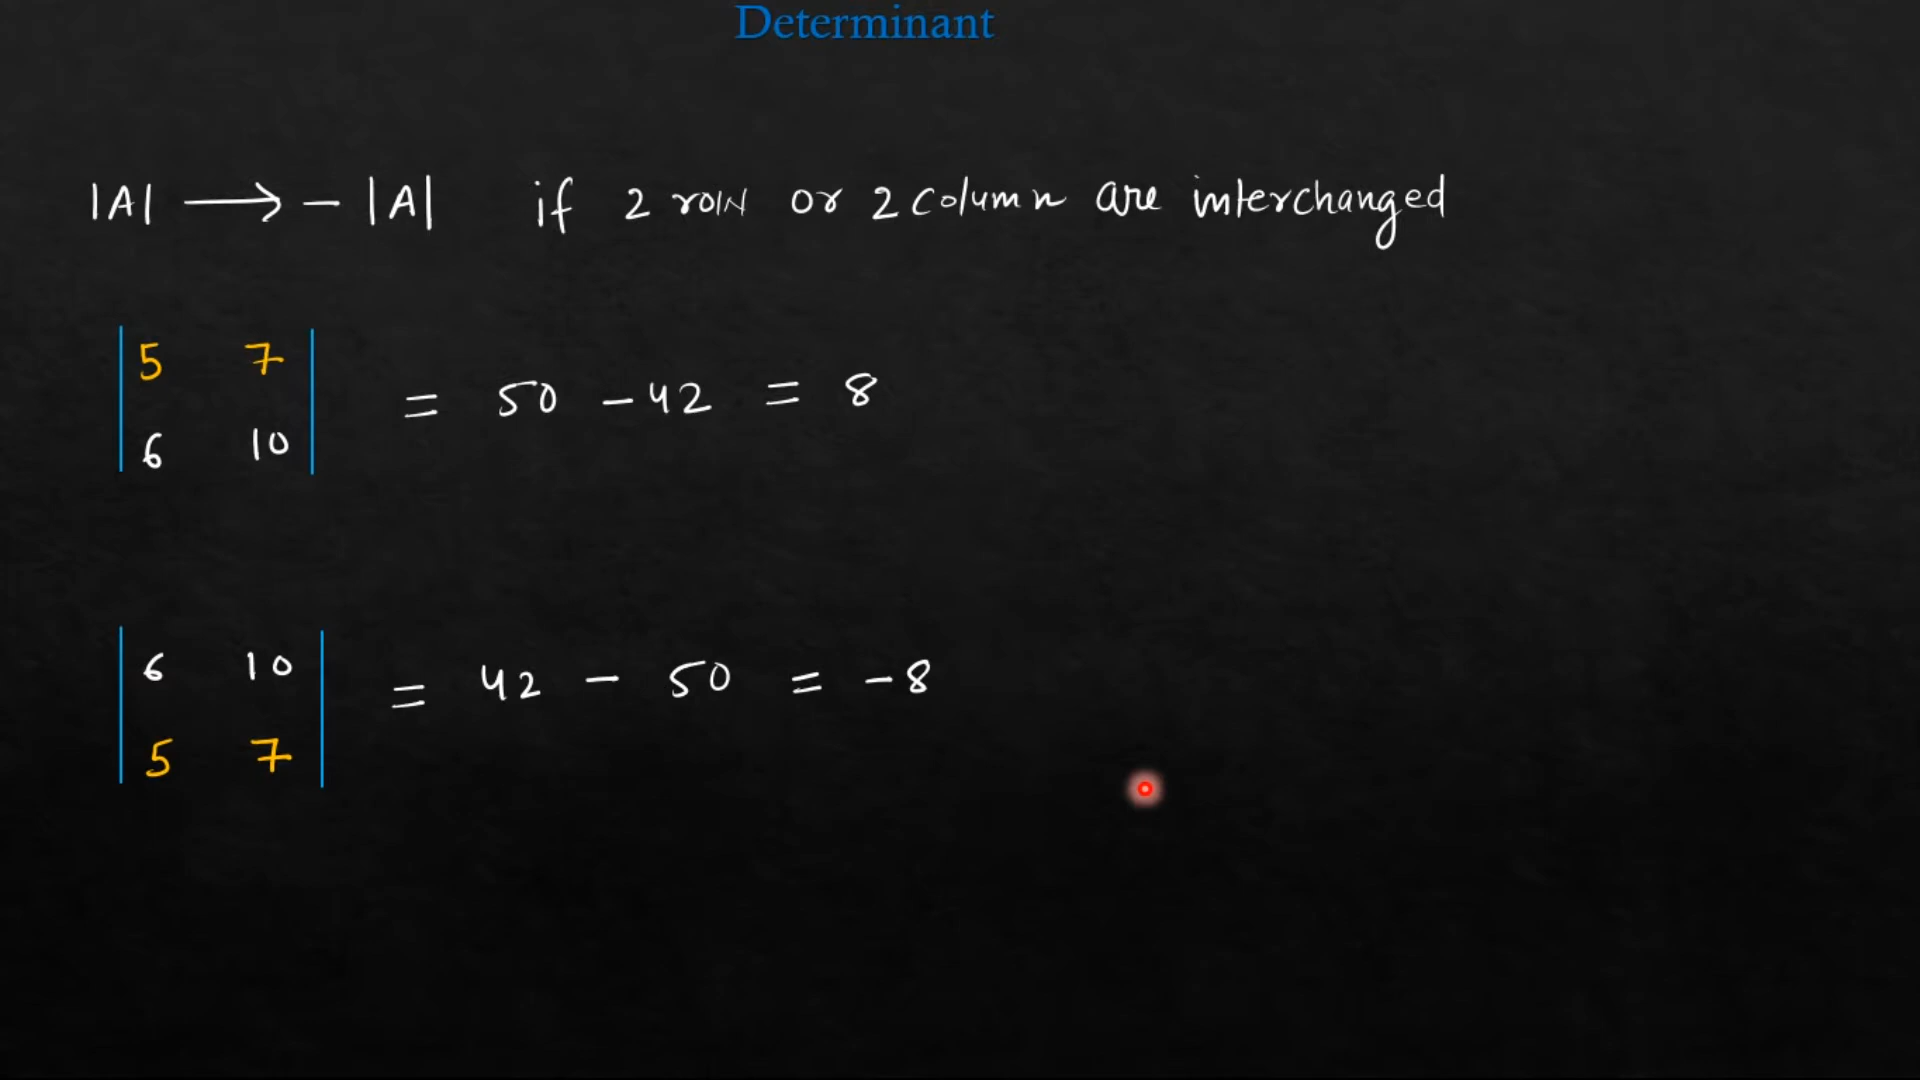 Determinant
|A| → - |A| if 2 row or 2 column are interchanged
5 7
6 10
= 50 - 42 = 8
6 10
5 7
= 42 - 50 = -8